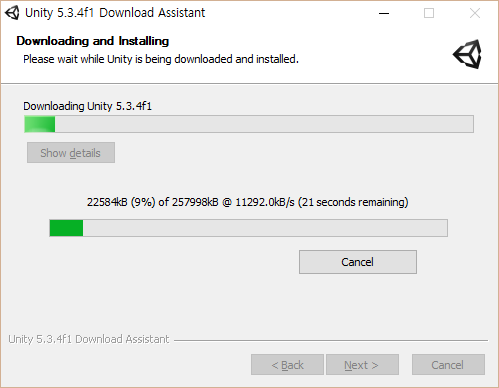 Unity 5.3.4f1 Download Assistant
Downloading and Installing
Please wait while Unity is being downloaded and installed.
Downloading Unity 5.3.4f1
Show details
22584kB (9%) of 257998kB @ 11292.0kB/s (21 seconds remaining)
Cancel
Unity 5.3.4f1 Download Assistant
< Back Next > Cancel